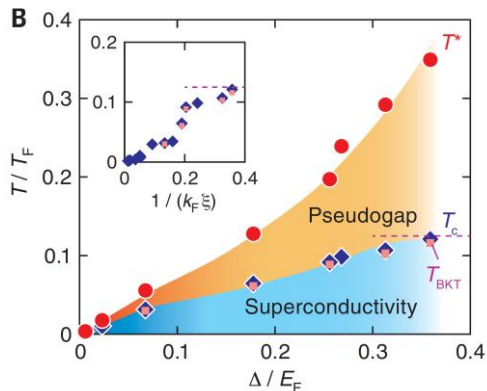 B
0.4
0.3
0.2
0.1
0
T / T_F
0.2
0.1
0
0
0.2
0.4
1 / (k_F ξ)
T*
Pseudogap
T_c
T_BKT
Superconductivity
0
0.1
0.2
0.3
0.4
Δ / E_F